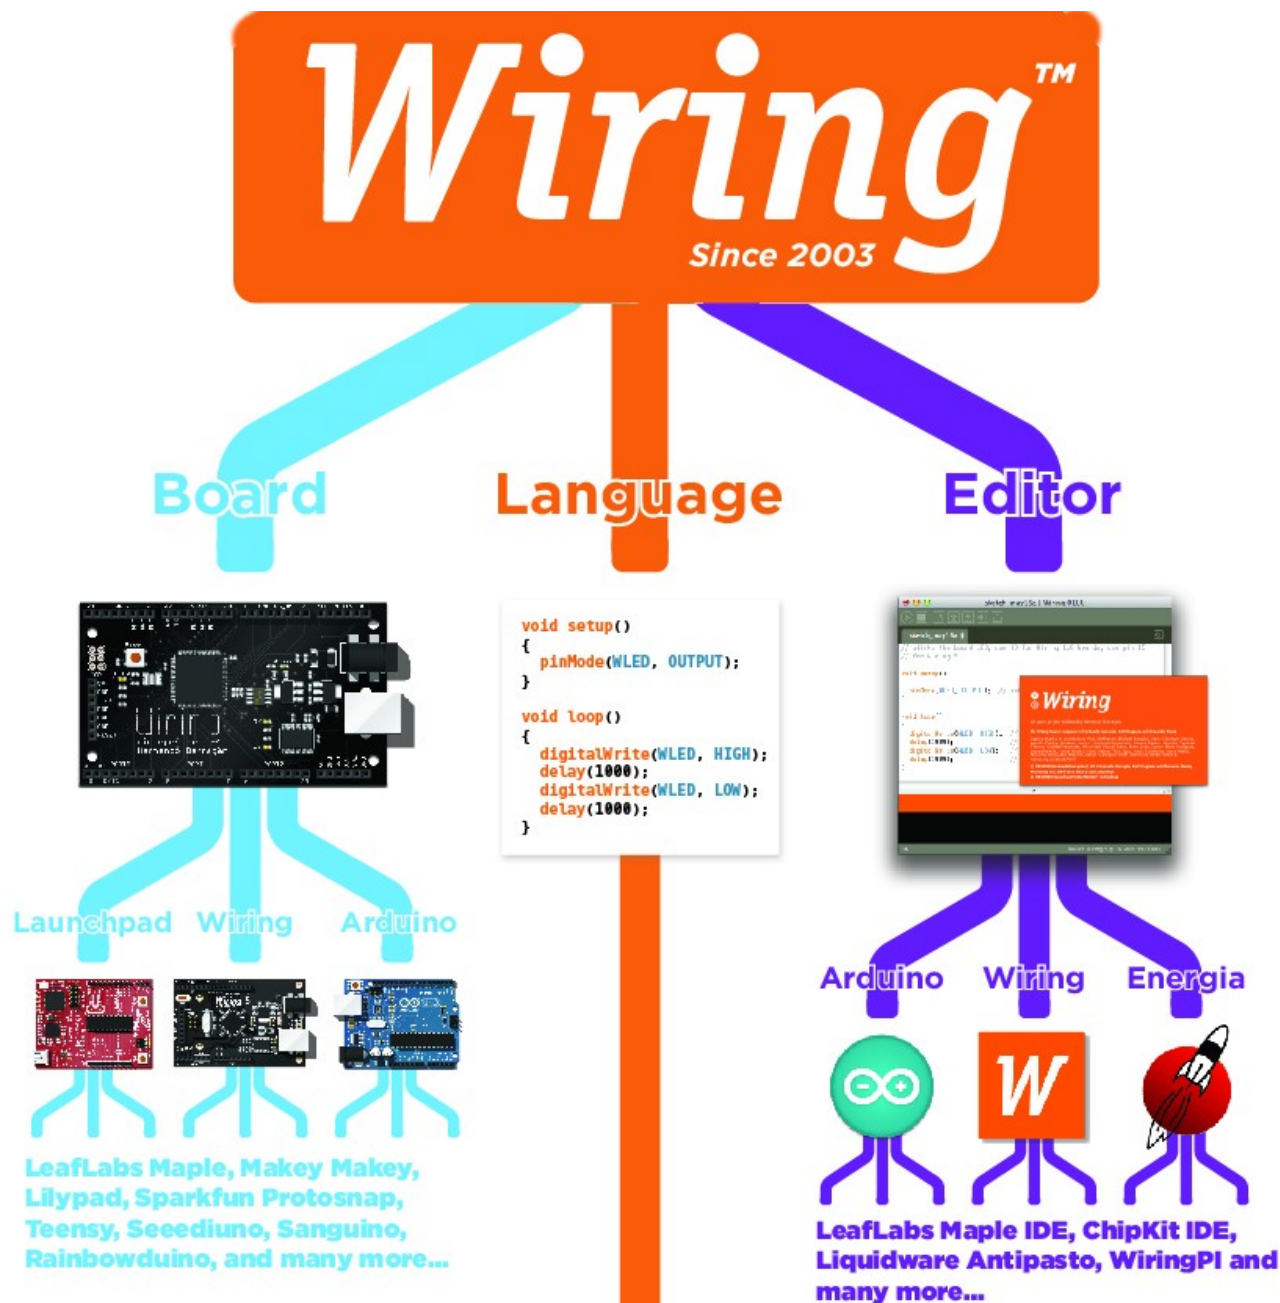 Wiring™
Since 2003
Board
Language
Editor
void setup()
{
pinMode(WLED, OUTPUT);
}
void loop()
{
digitalWrite(WLED, HIGH);
delay(1000);
digitalWrite(WLED, LOW);
delay(1000);
}
Wiring
Launchpad
Wiring
Arduino
Arduino
Wiring
Energia
W
LeafLabs Maple, Makey Makey,
Lilypad, Sparkfun Protosnap,
Teensy, Seeediuno, Sanguino,
Rainbowduino, and many more...
LeafLabs Maple IDE, ChipKit IDE,
Liquidware Antipasto, WiringPI and
many more...